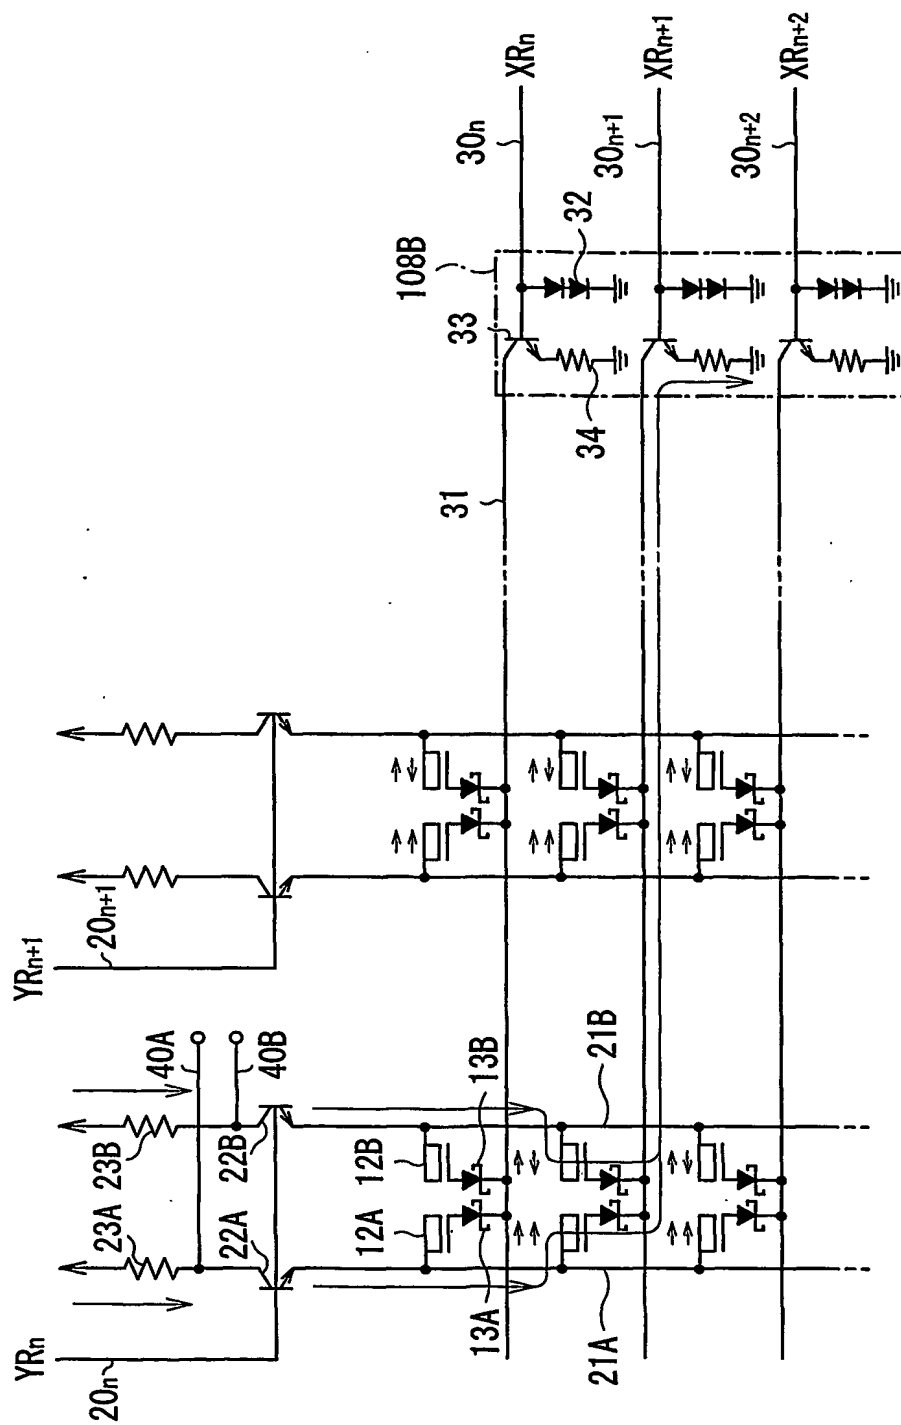 YRn
20n
23A
23B
40A
40B
22A
22B
YRn+1
20n+1
12A
12B
13A
13B
21A
21B
31
108B
33
32
34
30n
XRn
30n+1
XRn+1
30n+2
XRn+2